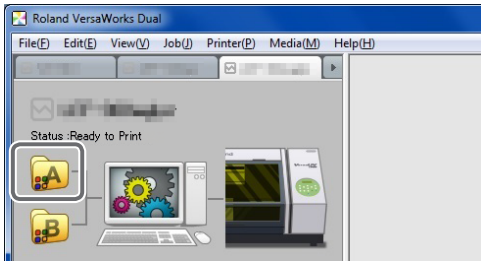 Roland VersaWorks Dual
File(F) Edit(E) View(V) Job(J) Printer(P) Media(M) Help(H)
Status :Ready to Print
A
B